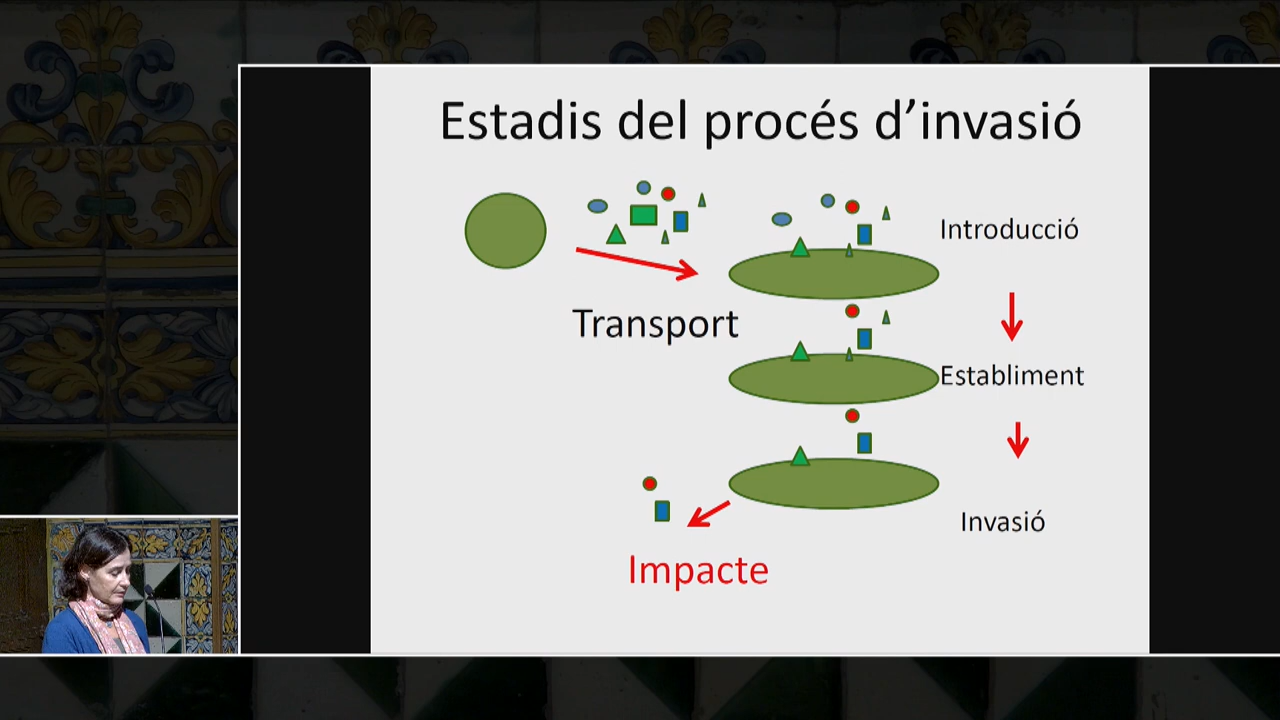 Estadis del procés d’invasió
Introducció
Transport
Establiment
Invasió
Impacte